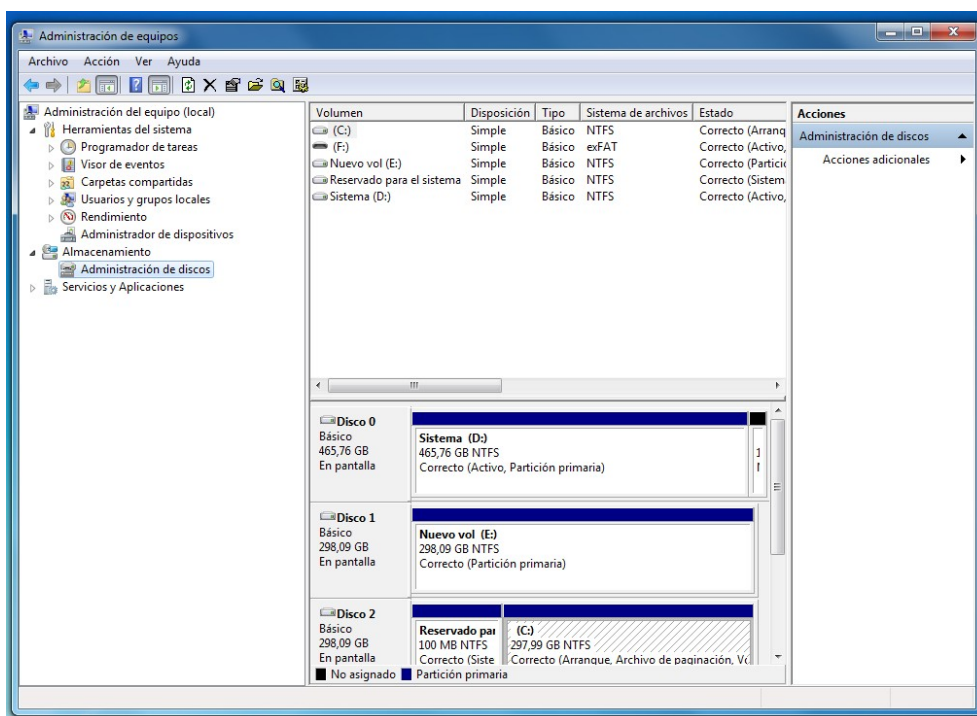 Administración de equipos
Archivo Acción Ver Ayuda
Administración del equipo (local)
Herramientas del sistema
Programador de tareas
Visor de eventos
Carpetas compartidas
Usuarios y grupos locales
Rendimiento
Administrador de dispositivos
Almacenamiento
Administración de discos
Servicios y Aplicaciones
Volumen Disposición Tipo Sistema de archivos Estado
(C:) Simple Básico NTFS Correcto (Arranq
(F:) Simple Básico exFAT Correcto (Activo,
Nuevo vol (E:) Simple Básico NTFS Correcto (Partició
Reservado para el sistema Simple Básico NTFS Correcto (Sistem
Sistema (D:) Simple Básico NTFS Correcto (Activo,
Disco 0
Básico
465,76 GB
En pantalla
Sistema (D:)
465,76 GB NTFS
Correcto (Activo, Partición primaria)
1
Disco 1
Básico
298,09 GB
En pantalla
Nuevo vol (E:)
298,09 GB NTFS
Correcto (Partición primaria)
Disco 2
Básico
298,09 GB
En pantalla
Reservado par
100 MB NTFS
Correcto (Siste
(C:)
297,99 GB NTFS
Correcto (Arranque, Archivo de paginación, Vo
No asignado Partición primaria
Acciones
Administración de discos
Acciones adicionales